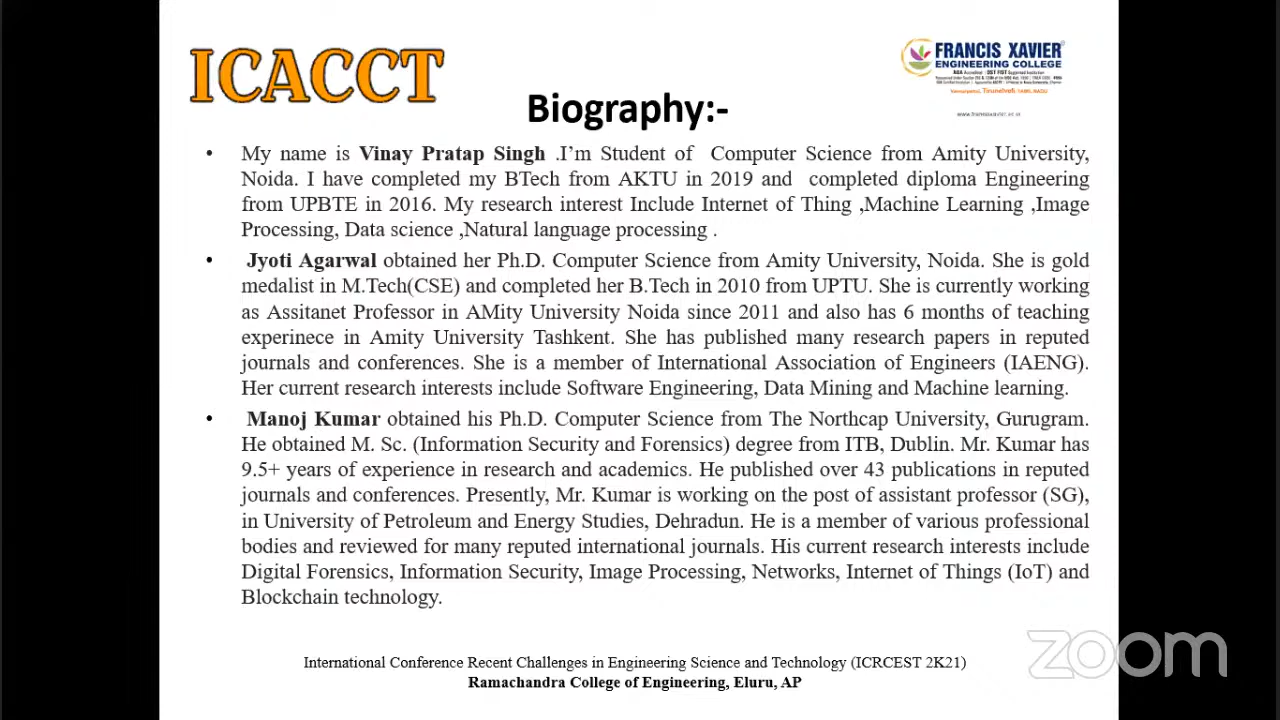 ICACCT
FRANCIS XAVIER
ENGINEERING COLLEGE
Biography:-
• My name is Vinay Pratap Singh .I'm Student of Computer Science from Amity University,
Noida. I have completed my BTech from AKTU in 2019 and completed diploma Engineering
from UPBTE in 2016. My research interest Include Internet of Thing ,Machine Learning ,Image
Processing, Data science ,Natural language processing .
• Jyoti Agarwal obtained her Ph.D. Computer Science from Amity University, Noida. She is gold
medalist in M.Tech(CSE) and completed her B.Tech in 2010 from UPTU. She is currently working
as Assitanet Professor in AMity University Noida since 2011 and also has 6 months of teaching
experinece in Amity University Tashkent. She has published many research papers in reputed
journals and conferences. She is a member of International Association of Engineers (IAENG).
Her current research interests include Software Engineering, Data Mining and Machine learning.
• Manoj Kumar obtained his Ph.D. Computer Science from The Northcap University, Gurugram.
He obtained M. Sc. (Information Security and Forensics) degree from ITB, Dublin. Mr. Kumar has
9.5+ years of experience in research and academics. He published over 43 publications in reputed
journals and conferences. Presently, Mr. Kumar is working on the post of assistant professor (SG),
in University of Petroleum and Energy Studies, Dehradun. He is a member of various professional
bodies and reviewed for many reputed international journals. His current research interests include
Digital Forensics, Information Security, Image Processing, Networks, Internet of Things (IoT) and
Blockchain technology.
International Conference Recent Challenges in Engineering Science and Technology (ICRCEST 2K21)
Ramachandra College of Engineering, Eluru, AP
zoom